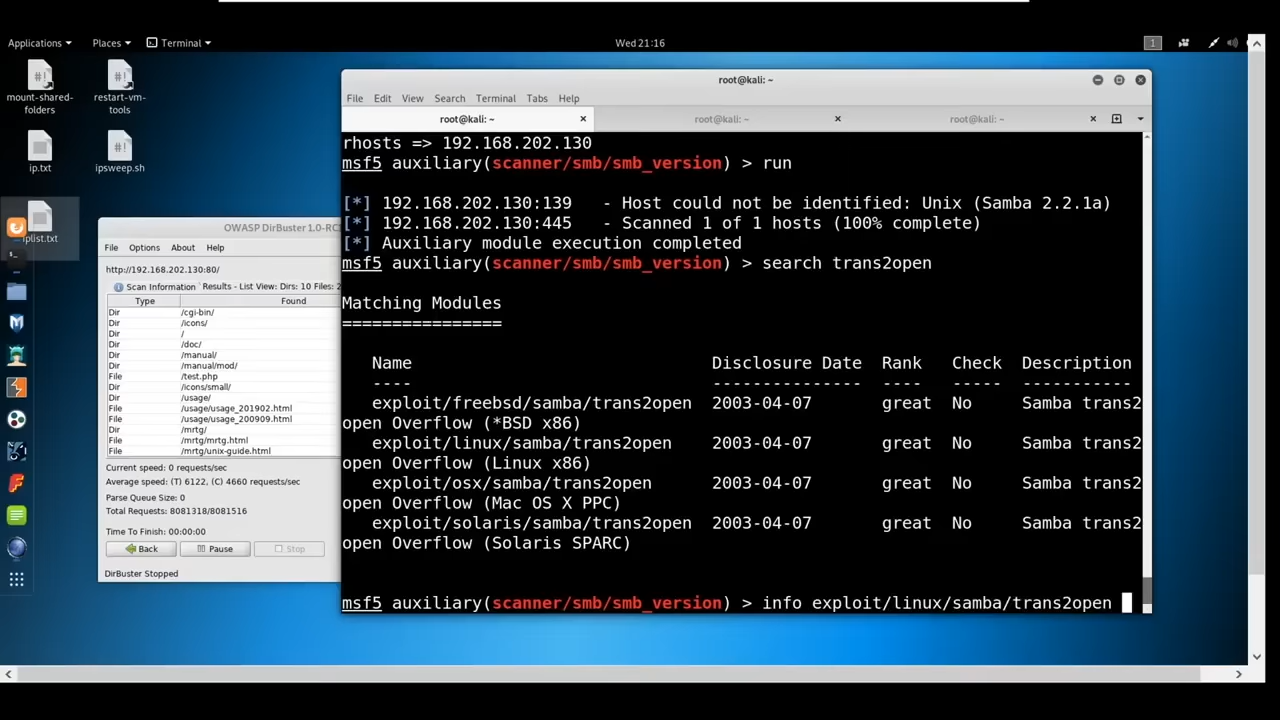 Applications
Places
Terminal
Wed 21:16
1
mount-shared-
folders
restart-vm-
tools
ip.txt
ipsweep.sh
iplist.txt
OWASP DirBuster 1.0-RC
File Options About Help
http://192.168.202.130:80/
Scan Information Results - List View: Dirs: 10 Files: 2
Type Found
Dir /cgi-bin/
Dir /icons/
Dir /
Dir /doc/
Dir /manual/
Dir /manual/mod/
File /test.php
Dir /icons/small/
Dir /usage/
File /usage/usage_201902.html
File /usage/usage_200909.html
Dir /mrtg/
File /mrtg/mrtg.html
File /mrtg/unix-guide.html
Current speed: 0 requests/sec
Average speed: (T) 6122, (C) 4660 requests/sec
Parse Queue Size: 0
Total Requests: 8081318/8081516
Time To Finish: 00:00:00
Back Pause Stop
DirBuster Stopped
root@kali: ~
File Edit View Search Terminal Tabs Help
root@kali: ~ root@kali: ~ root@kali: ~
rhosts => 192.168.202.130
msf5 auxiliary(scanner/smb/smb_version) > run
[*] 192.168.202.130:139 - Host could not be identified: Unix (Samba 2.2.1a)
[*] 192.168.202.130:445 - Scanned 1 of 1 hosts (100% complete)
[*] Auxiliary module execution completed
msf5 auxiliary(scanner/smb/smb_version) > search trans2open
Matching Modules
================
Name Disclosure Date Rank Check Description
---- --------------- ---- ----- -----------
exploit/freebsd/samba/trans2open 2003-04-07 great No Samba trans2
open Overflow (*BSD x86)
exploit/linux/samba/trans2open 2003-04-07 great No Samba trans2
open Overflow (Linux x86)
exploit/osx/samba/trans2open 2003-04-07 great No Samba trans2
open Overflow (Mac OS X PPC)
exploit/solaris/samba/trans2open 2003-04-07 great No Samba trans2
open Overflow (Solaris SPARC)
msf5 auxiliary(scanner/smb/smb_version) > info exploit/linux/samba/trans2open